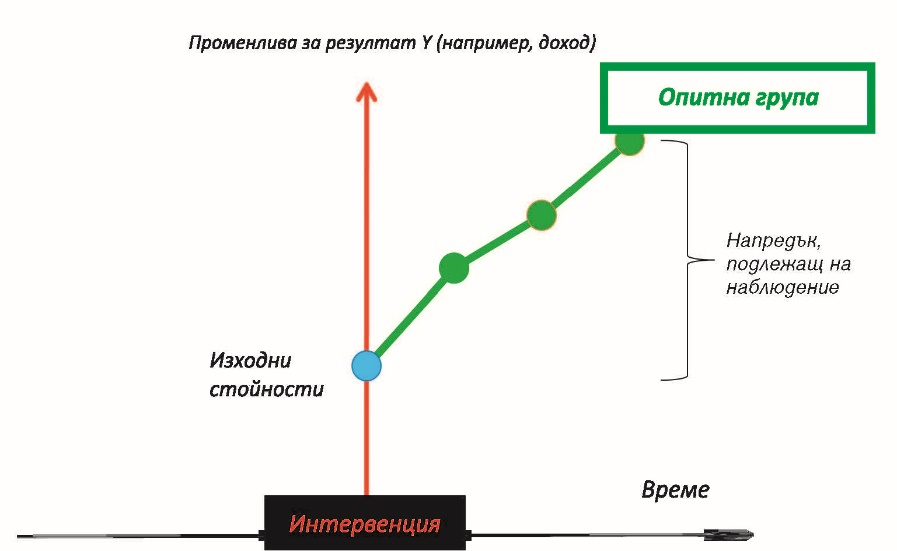 Променлива за резултат Y (например, доход)
Опитна група
Напредък,
подлежащ на
наблюдение
Изходни
стойности
Време
Интервенция